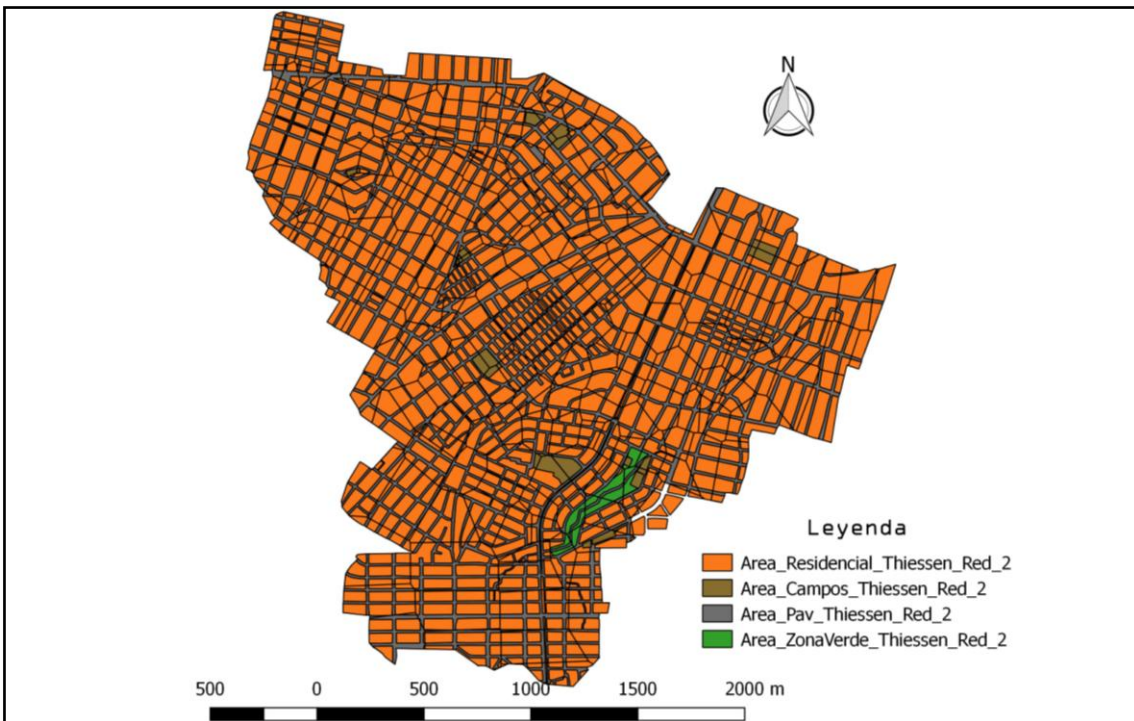 N
Leyenda
Area_Residencial_Thiessen_Red_2
Area_Campos_Thiessen_Red_2
Area_Pav_Thiessen_Red_2
Area_ZonaVerde_Thiessen_Red_2
500 0 500 1000 1500 2000 m